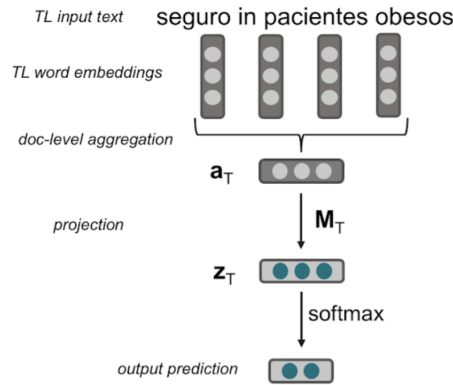 TL input text seguro in pacientes obesos
TL word embeddings
doc-level aggregation
a_T
projection M_T
z_T
softmax
output prediction